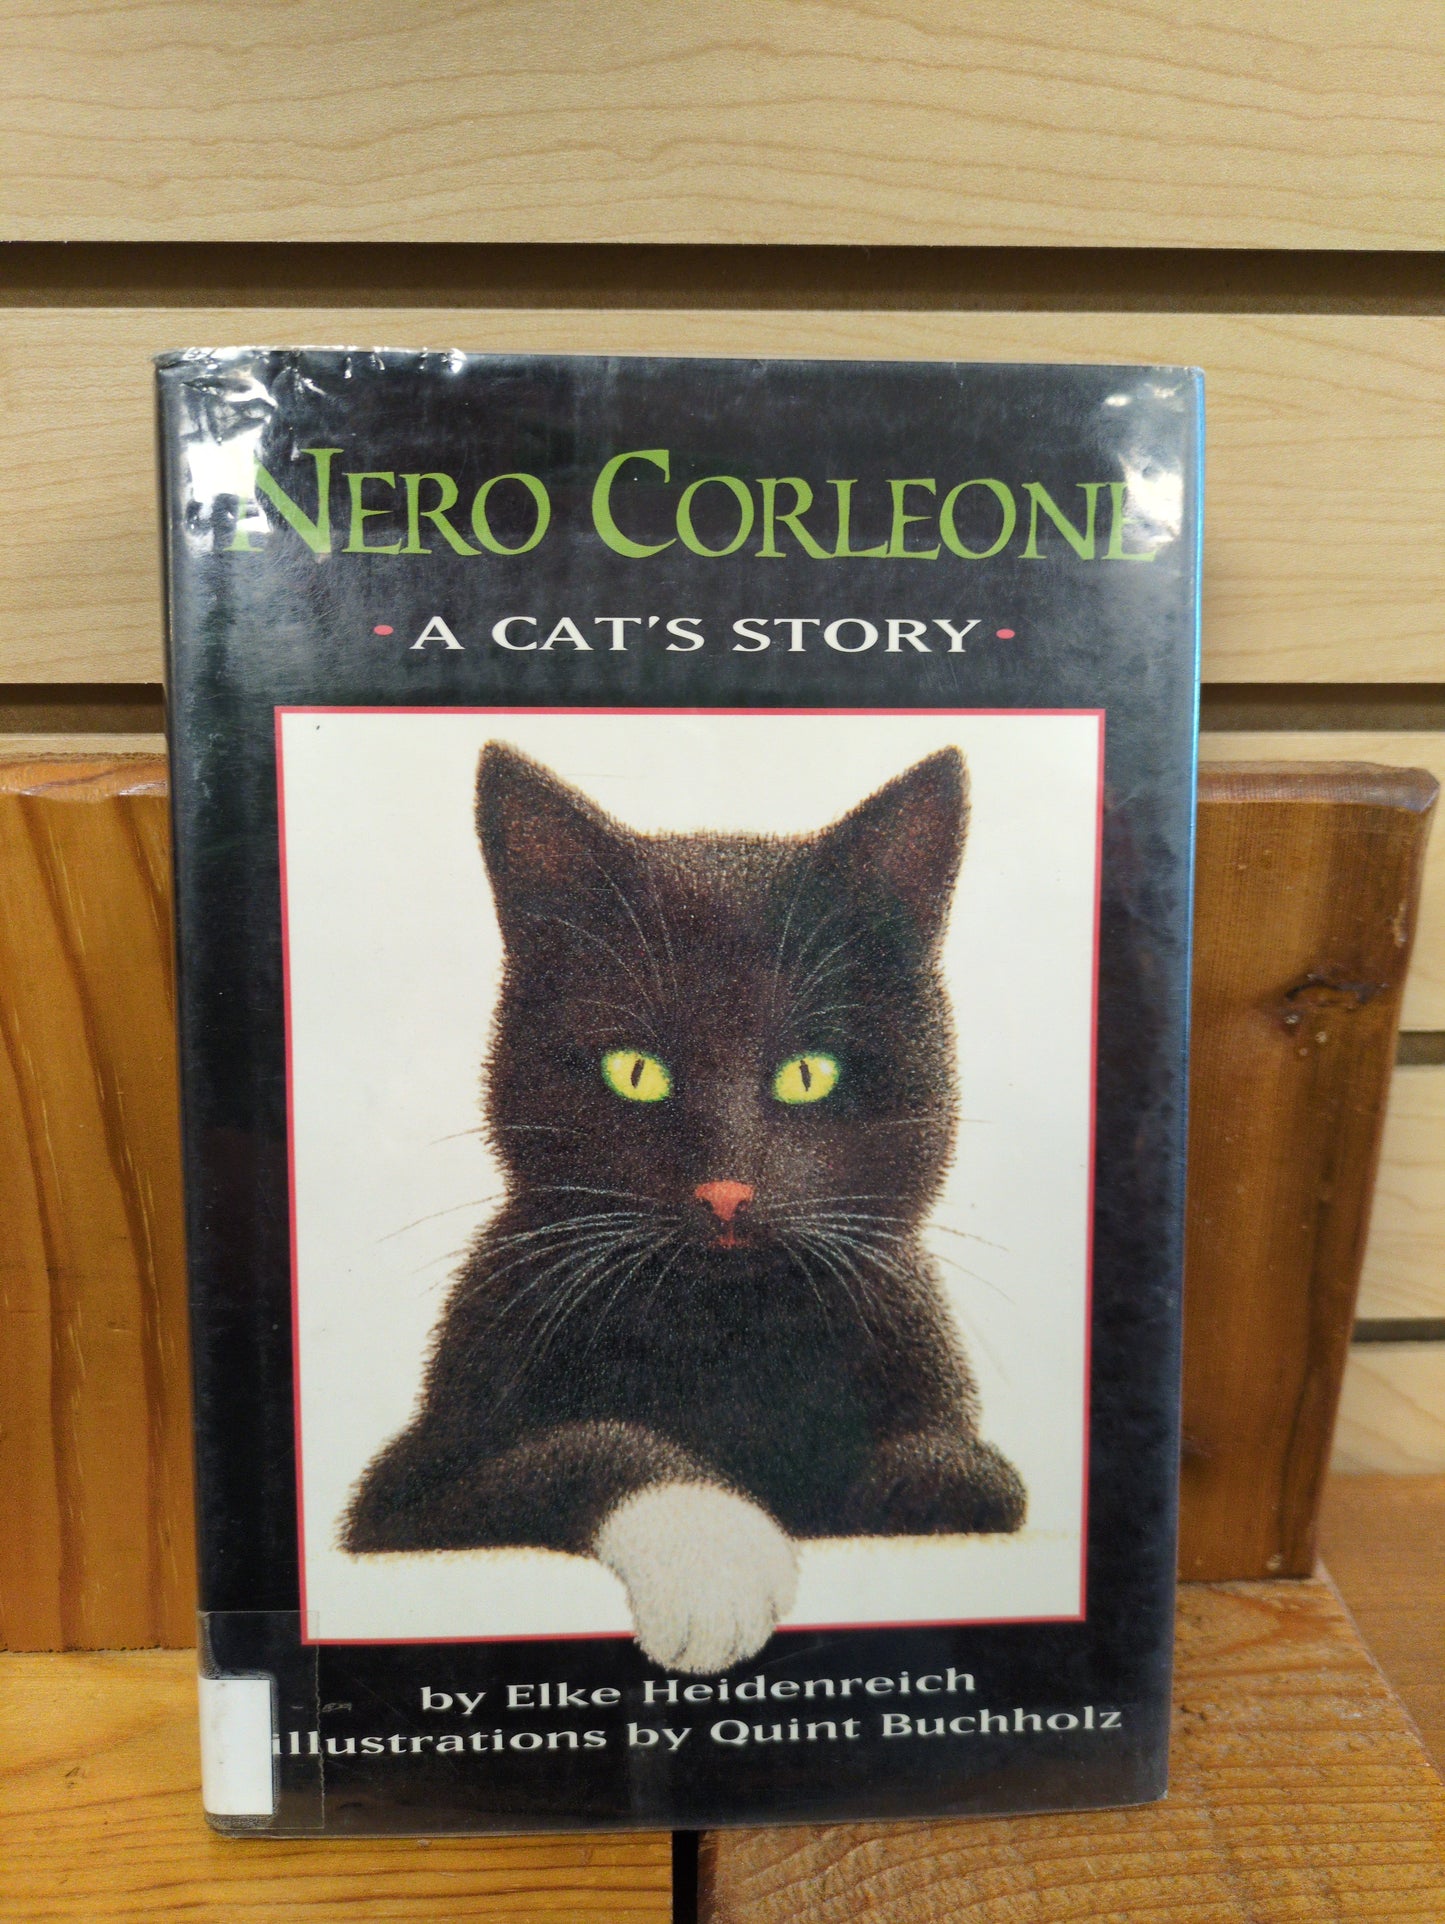 NERO CORLEONE
• A CAT'S STORY •
by Elke Heidenreich
illustrations by Quint Buchholz